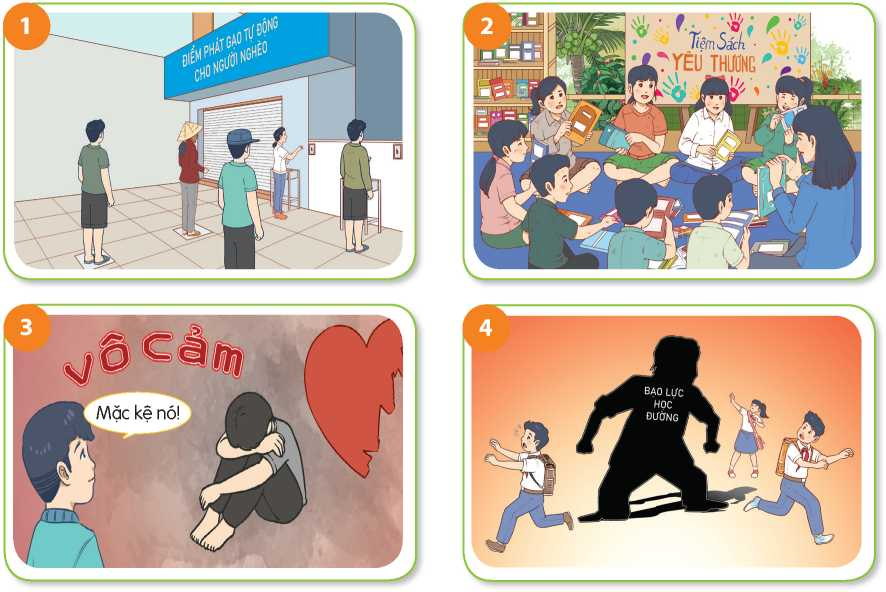 1
ĐIỂM PHÁT GẠO TỰ ĐỘNG
CHO NGƯỜI NGHÈO
2
Tiệm Sách
YÊU THƯƠNG
3
VÔ CẢM
Mặc kệ nó!
4
BẠO LỰC
HỌC
ĐƯỜNG